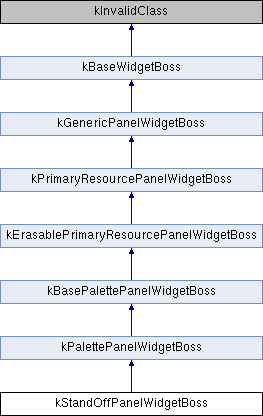 kInvalidClass
kBaseWidgetBoss
kGenericPanelWidgetBoss
kPrimaryResourcePanelWidgetBoss
kErasablePrimaryResourcePanelWidgetBoss
kBasePalettePanelWidgetBoss
kPalettePanelWidgetBoss
kStandOffPanelWidgetBoss